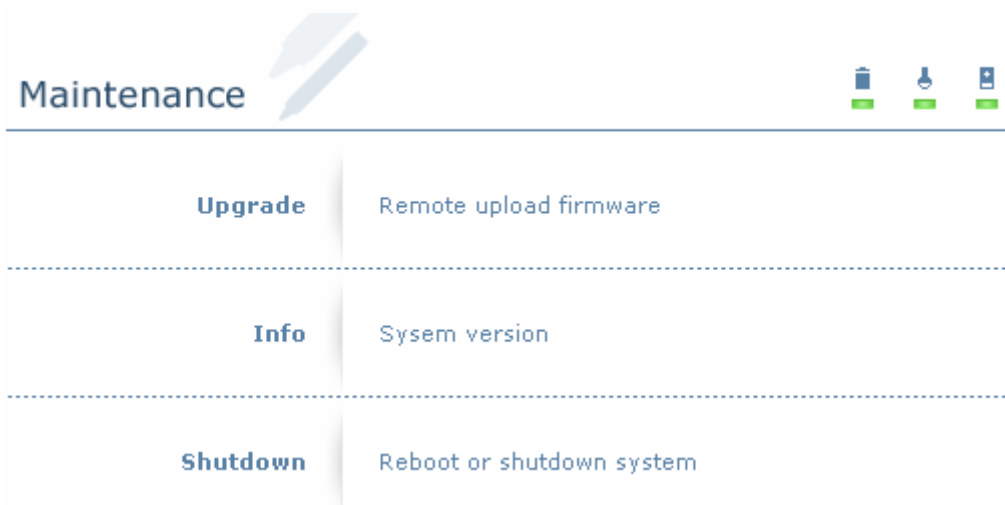 Maintenance
Upgrade Remote upload firmware
Info Sysem version
Shutdown Reboot or shutdown system